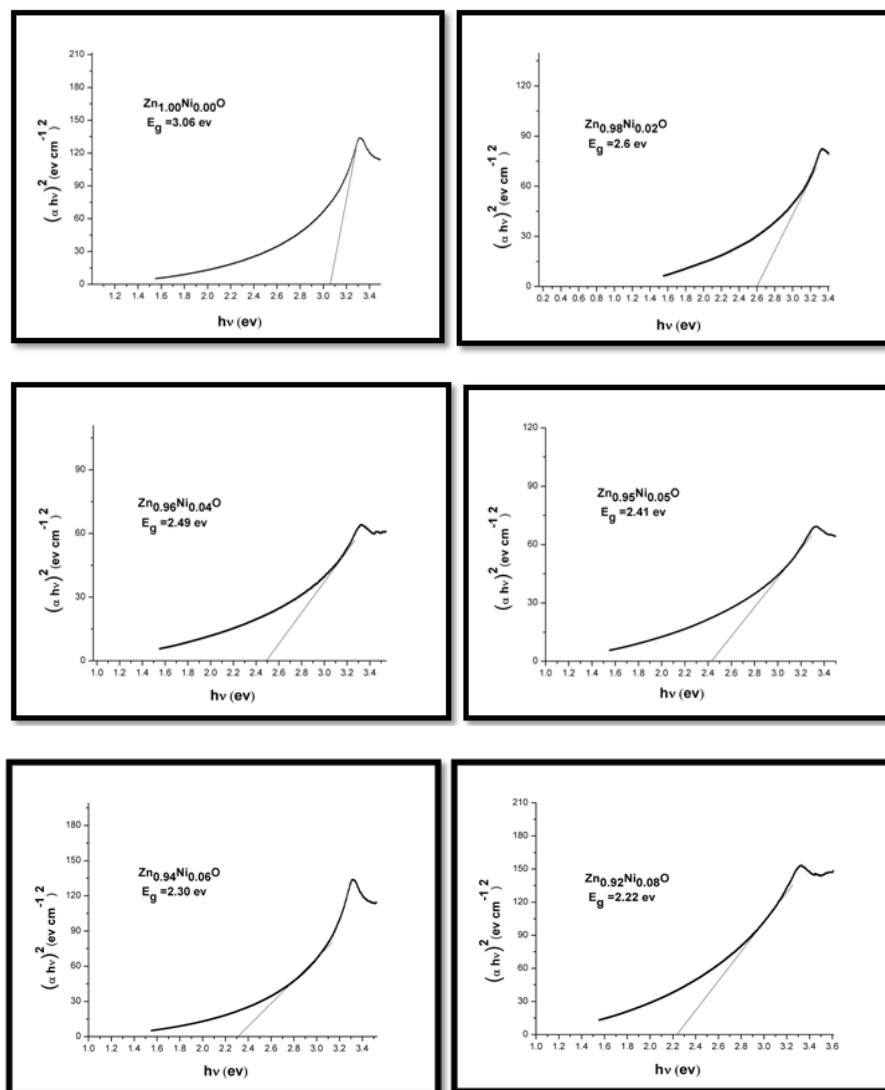 Zn1.00Ni0.00O
Eg =3.06 ev
(α hν)2 (ev cm-1)2
210
180
150
120
90
60
30
0
1.2 1.4 1.6 1.8 2.0 2.2 2.4 2.6 2.8 3.0 3.2 3.4
hν (ev)
Zn0.98Ni0.02O
Eg =2.6 ev
(α hν)2 (ev cm-1)2
120
90
60
30
0
0.2 0.4 0.6 0.8 1.0 1.2 1.4 1.6 1.8 2.0 2.2 2.4 2.6 2.8 3.0 3.2 3.4
hν (ev)
Zn0.96Ni0.04O
Eg =2.49 ev
(α hν)2 (ev cm-1)2
90
60
30
0
1.0 1.2 1.4 1.6 1.8 2.0 2.2 2.4 2.6 2.8 3.0 3.2 3.4
hν (ev)
Zn0.95Ni0.05O
Eg =2.41 ev
(α hν)2 (ev cm-1)2
120
90
60
30
0
1.0 1.2 1.4 1.6 1.8 2.0 2.2 2.4 2.6 2.8 3.0 3.2 3.4
hν (ev)
Zn0.94Ni0.06O
Eg =2.30 ev
(α hν)2 (ev cm-1)2
180
150
120
90
60
30
0
1.0 1.2 1.4 1.6 1.8 2.0 2.2 2.4 2.6 2.8 3.0 3.2 3.4
hν (ev)
Zn0.92Ni0.08O
Eg =2.22 ev
(α hν)2 (ev cm-1)2
210
180
150
120
90
60
30
0
1.0 1.2 1.4 1.6 1.8 2.0 2.2 2.4 2.6 2.8 3.0 3.2 3.4 3.6
hν (ev)